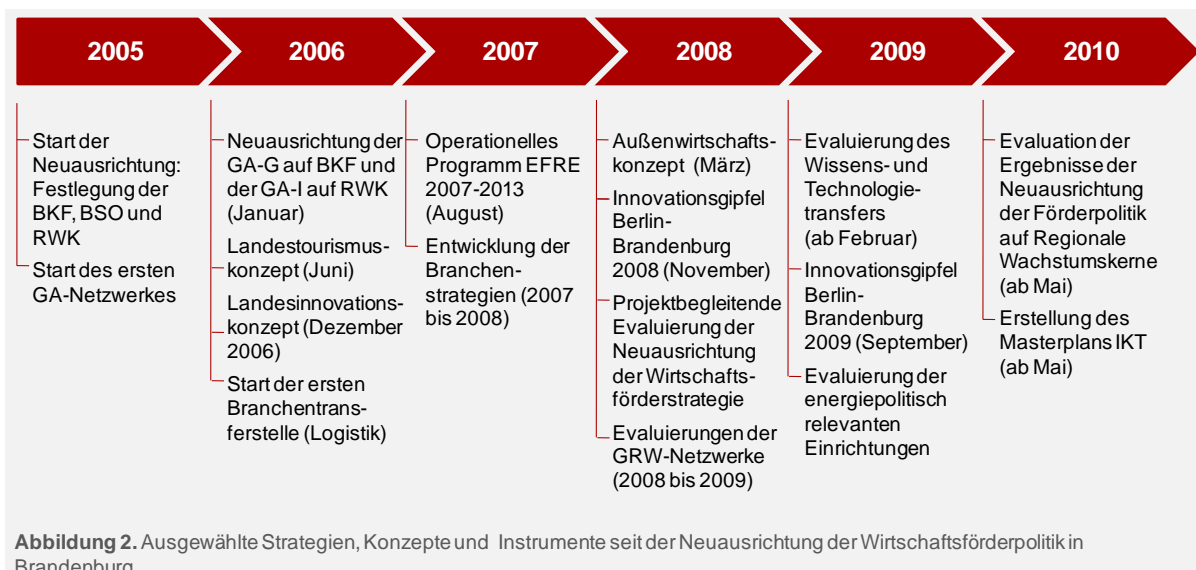 2005
2006
2007
2008
2009
2010
Start der
Neuausrichtung:
Festlegung der
BKF, BSO und
RWK
Start des ersten
GA-Netzwerkes
Neuausrichtung der
GA-G auf BKF und
der GA-I auf RWK
(Januar)
Landestourismus-
konzept (Juni)
Landesinnovations-
konzept (Dezember
2006)
Start der ersten
Branchentrans-
ferstelle (Logistik)
Operationelles
Programm EFRE
2007-2013
(August)
Entwicklung der
Branchen-
strategien (2007
bis 2008)
Außenwirtschafts-
konzept (März)
Innovationsgipfel
Berlin-
Brandenburg
2008 (November)
Projektbegleitende
Evaluierung der
Neuausrichtung
der Wirtschafts-
förderstrategie
Evaluierungen der
GRW-Netzwerke
(2008 bis 2009)
Evaluierung des
Wissens- und
Technologie-
transfers
(ab Februar)
Innovationsgipfel
Berlin-
Brandenburg
2009 (September)
Evaluierung der
energiepolitisch
relevanten
Einrichtungen
Evaluation der
Ergebnisse der
Neuausrichtung
der Förderpolitik
auf Regionale
Wachstumskerne
(ab Mai)
Erstellung des
Masterplans IKT
(ab Mai)
Abbildung 2. Ausgewählte Strategien, Konzepte und Instrumente seit der Neuausrichtung der Wirtschaftsförderpolitik in
Brandenburg